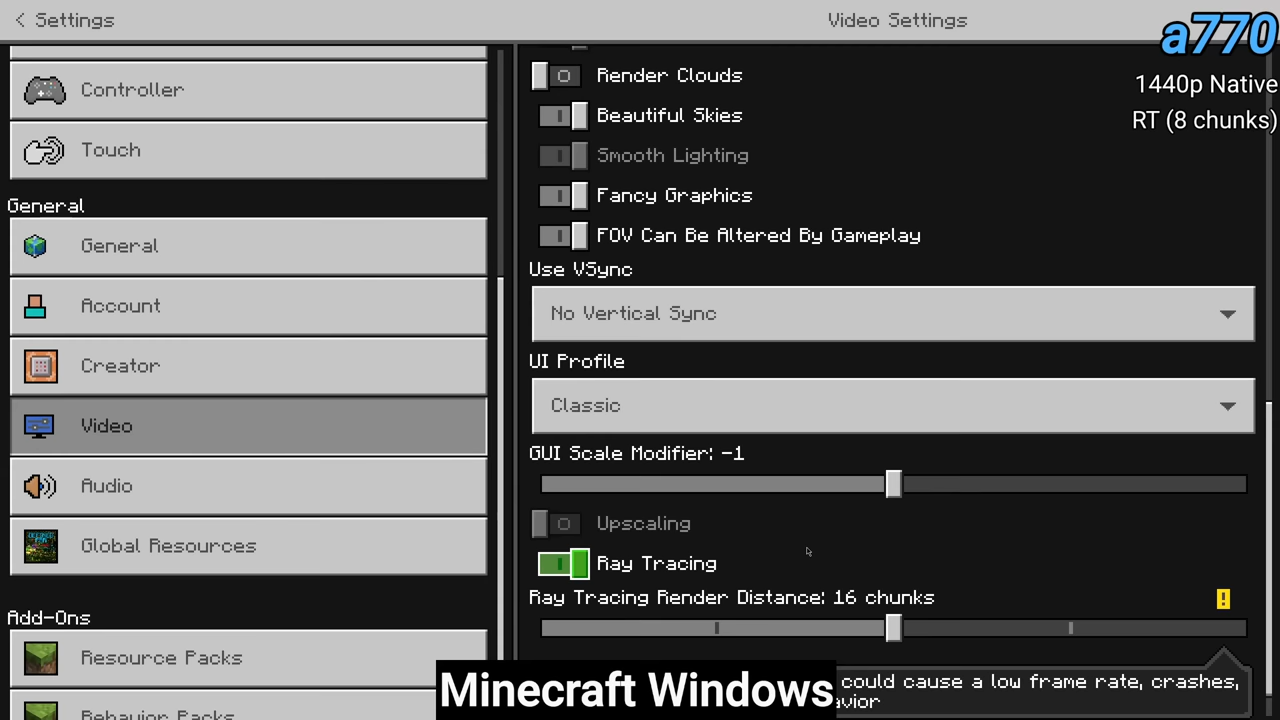 Settings
Video Settings
a770
1440p Native
RT (8 chunks)
Controller
Touch
General
General
Account
Creator
Video
Audio
Global Resources
Add-Ons
Resource Packs
Behavior Packs
Render Clouds
Beautiful Skies
Smooth Lighting
Fancy Graphics
FOV Can Be Altered By Gameplay
Use VSync
No Vertical Sync
UI Profile
Classic
GUI Scale Modifier: -1
Upscaling
Ray Tracing
Ray Tracing Render Distance: 16 chunks
could cause a low frame rate, crashes,
Minecraft Windows